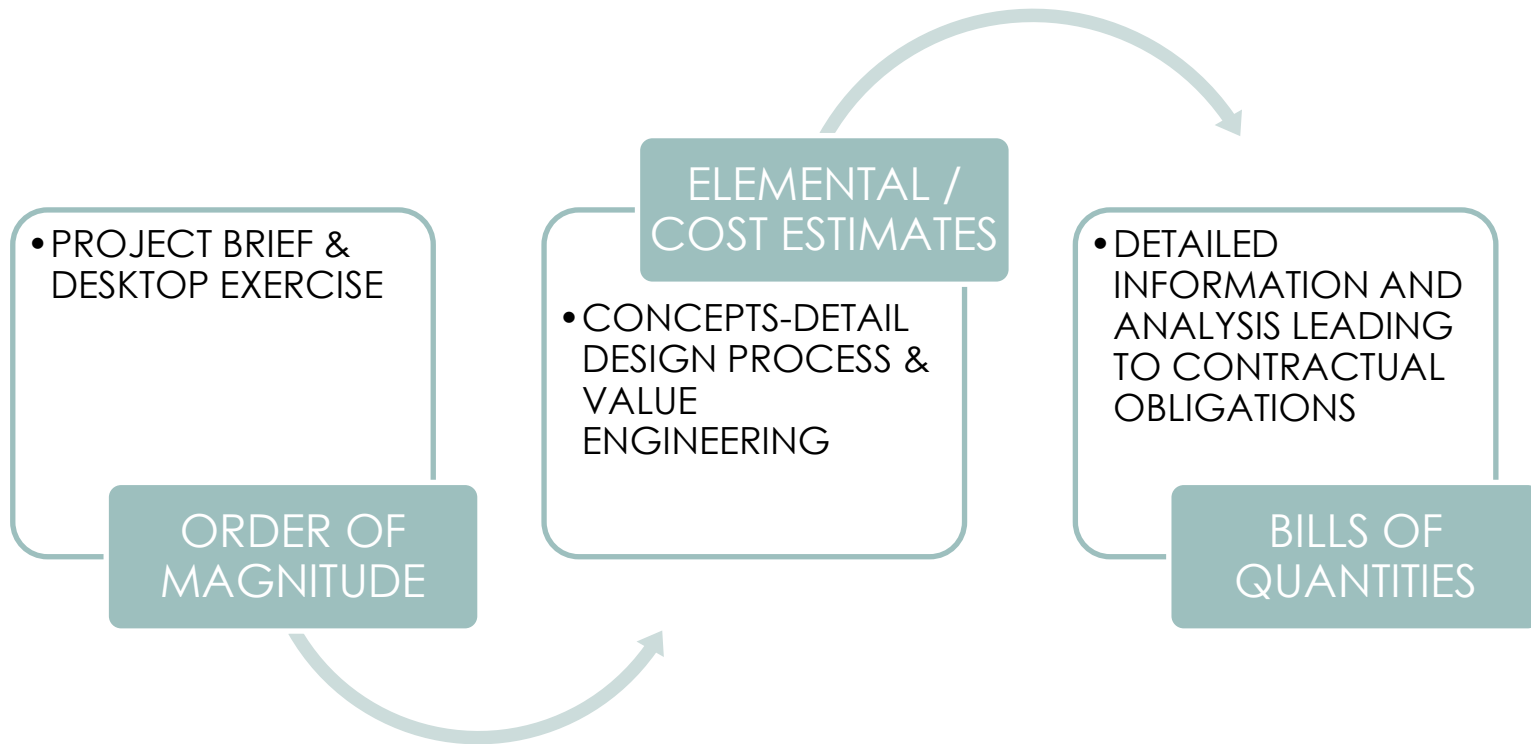 •PROJECT BRIEF &
DESKTOP EXERCISE
ORDER OF
MAGNITUDE
ELEMENTAL /
COST ESTIMATES
•CONCEPTS-DETAIL
DESIGN PROCESS &
VALUE
ENGINEERING
•DETAILED
INFORMATION AND
ANALYSIS LEADING
TO CONTRACTUAL
OBLIGATIONS
BILLS OF
QUANTITIES